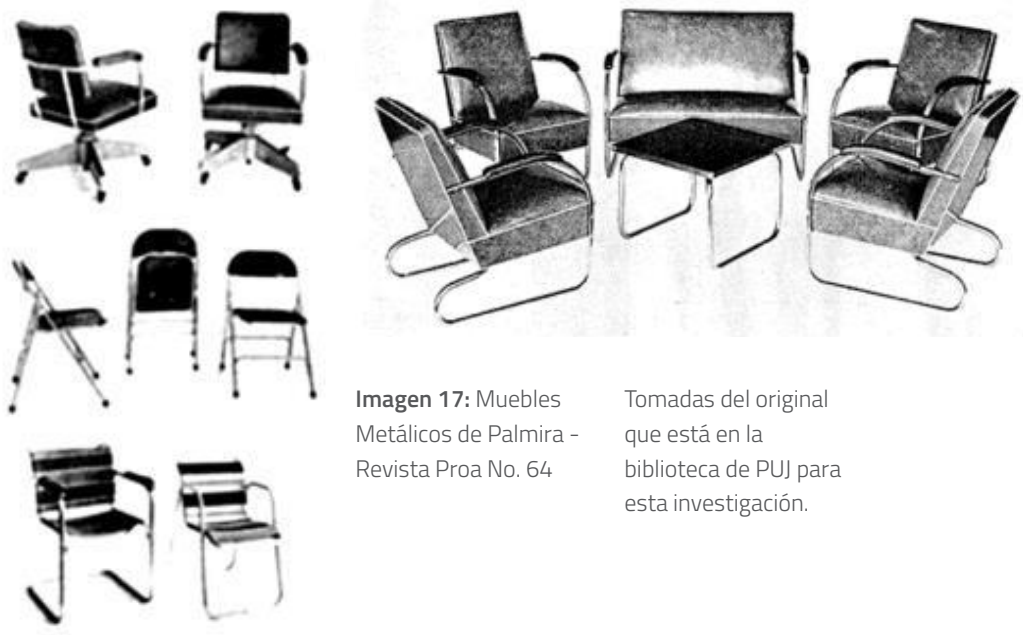 Imagen 17: Muebles
Metálicos de Palmira -
Revista Proa No. 64
Tomadas del original
que está en la
biblioteca de PUJ para
esta investigación.